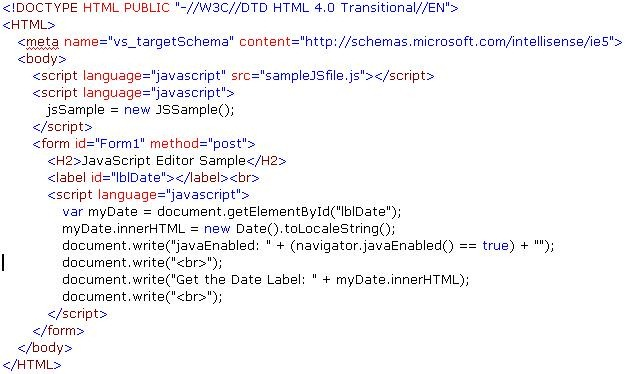 <!DOCTYPE HTML PUBLIC "-//W3C//DTD HTML 4.0 Transitional//EN">
<HTML>
<meta name="vs_targetSchema" content="http://schemas.microsoft.com/intellisense/ie5">
<body>
<script language="javascript" src="sampleJSfile.js"></script>
<script language="javascript">
jsSample = new JSSample();
</script>
<form id="Form1" method="post">
<H2>JavaScript Editor Sample</H2>
<label id="lblDate"></label><br>
<script language="javascript">
var myDate = document.getElementById("lblDate");
myDate.innerHTML = new Date().toLocaleString();
document.write("javaEnabled: " + (navigator.javaEnabled() == true) + "");
document.write("<br>");
document.write("Get the Date Label: " + myDate.innerHTML);
document.write("<br>");
</script>
</form>
</body>
</HTML>